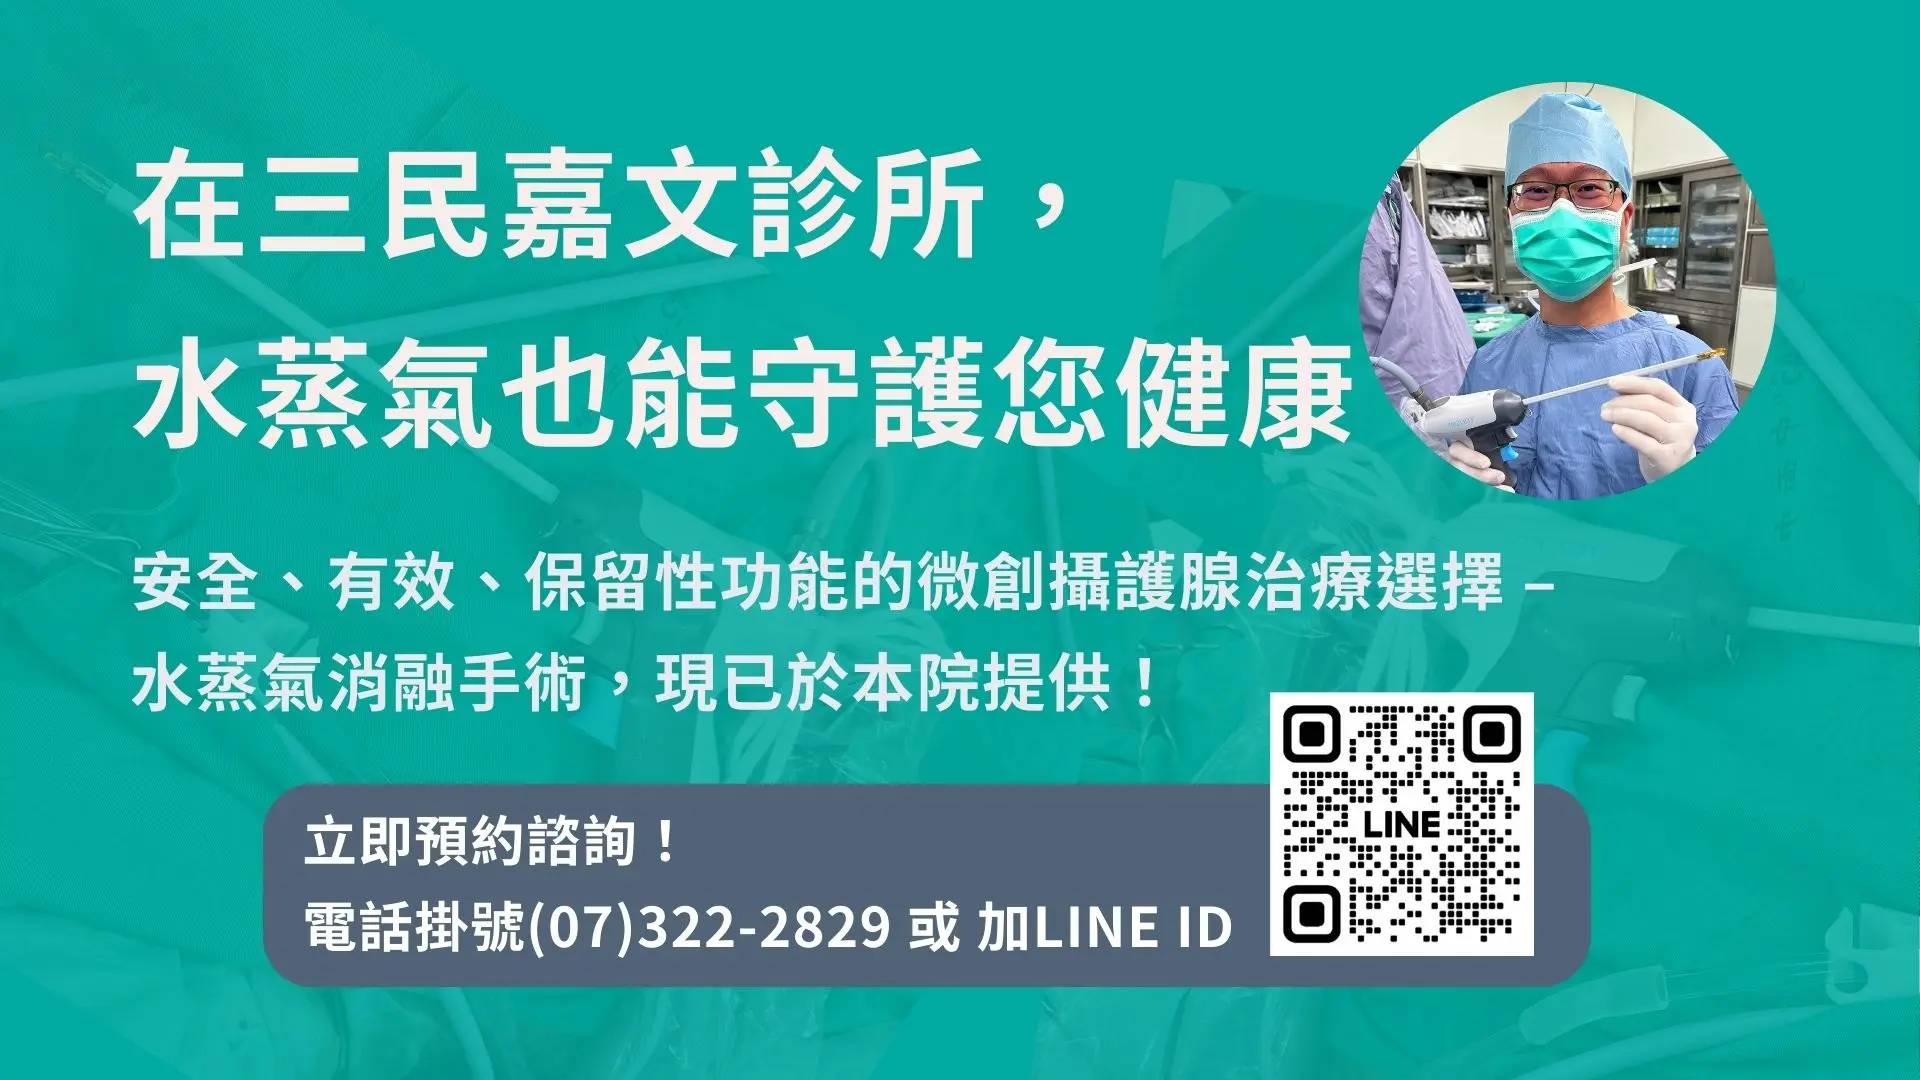 在三民嘉文診所，
水蒸氣也能守護您健康
安全、有效、保留性功能的微創攝護腺治療選擇 –
水蒸氣消融手術，現已於本院提供！
立即預約諮詢！
電話掛號(07)322-2829 或 加LINE ID
LINE